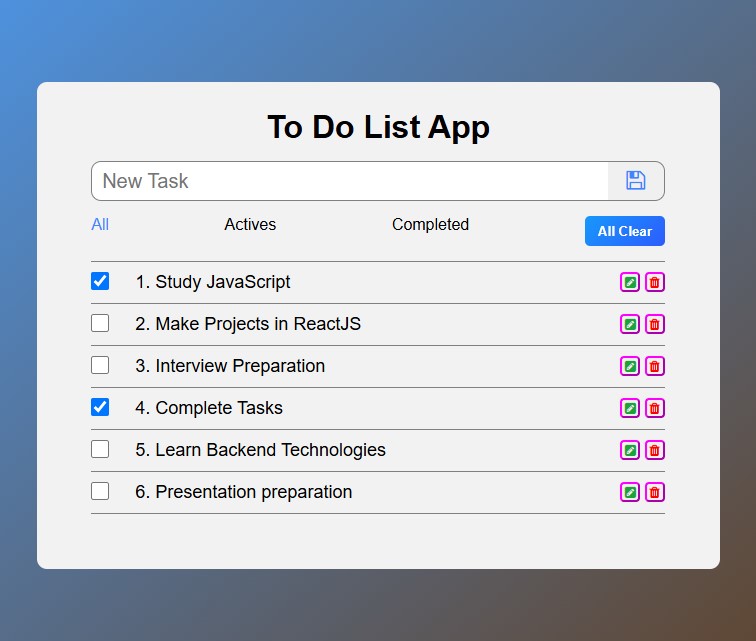 To Do List App
New Task
All Actives Completed All Clear
1. Study JavaScript
2. Make Projects in ReactJS
3. Interview Preparation
4. Complete Tasks
5. Learn Backend Technologies
6. Presentation preparation